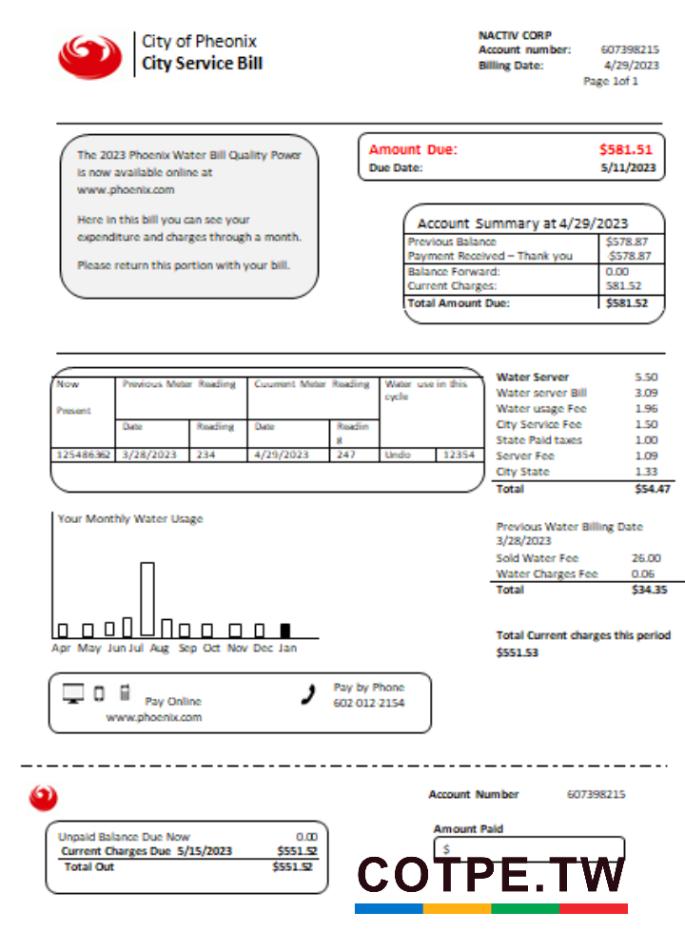 City of Pheonix
City Service Bill
NACTIV CORP
Account number: 607398215
Billing Date: 4/29/2023
Page 1of 1
The 2023 Phoenix Water Bill Quality Power
is now available online at
www.phoenix.com
Here in this bill you can see your
expenditure and charges through a month.
Please return this portion with your bill.
Amount Due: $581.51
Due Date: 5/11/2023
Account Summary at 4/29/2023
Previous Balance $578.87
Payment Received – Thank you $578.87
Balance Forward: 0.00
Current Charges: 581.52
Total Amount Due: $581.52
Now Previous Meter Reading Cuument Meter Reading Water use in this
cycle
Present
Date Reading Date Readin
g
125486362 3/28/2023 234 4/29/2023 247 Undo 12354
Water Server 5.50
Water server Bill 3.09
Water usage Fee 1.96
City Service Fee 1.50
State Paid taxes 1.00
Server Fee 1.09
City State 1.33
Total $54.47
Previous Water Billing Date
3/28/2023
Sold Water Fee 26.00
Water Charges Fee 0.06
Total $34.35
Total Current charges this period
$551.53
Your Monthly Water Usage
Apr May Jun Jul Aug Sep Oct Nov Dec Jan
Pay Online
www.phoenix.com
Pay by Phone
602 012 2154
Account Number 607398215
Unpaid Balance Due Now 0.00
Current Charges Due 5/15/2023 $551.52
Total Out $551.52
Amount Paid
$
COTPE.TW